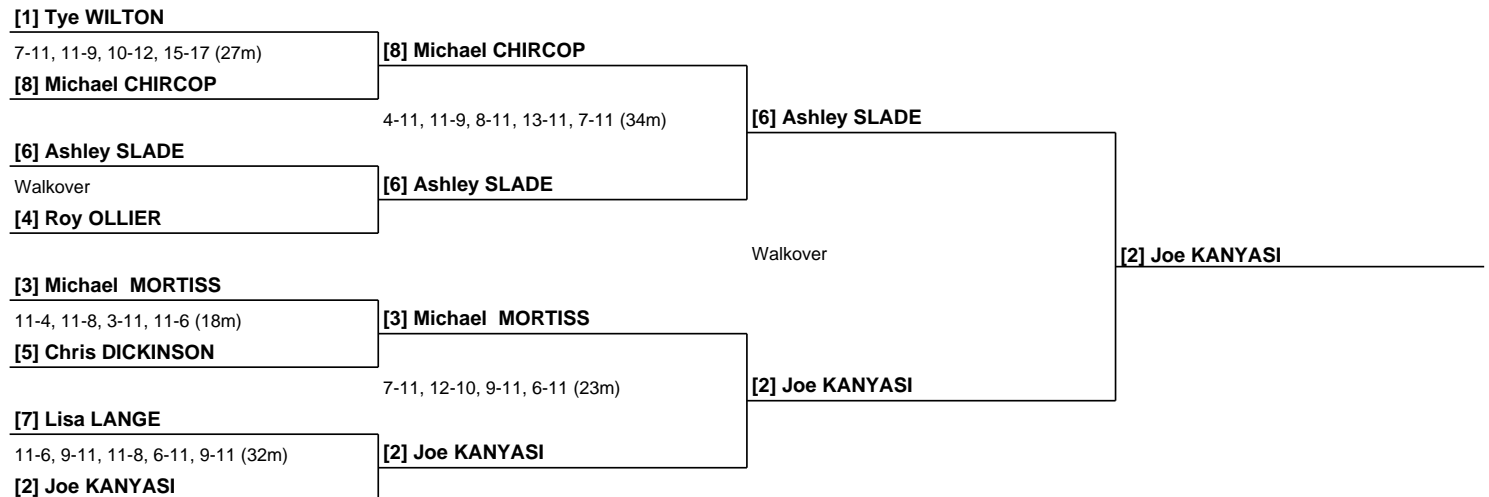 [1] Tye WILTON
7-11, 11-9, 10-12, 15-17 (27m)
[8] Michael CHIRCOP
[8] Michael CHIRCOP
4-11, 11-9, 8-11, 13-11, 7-11 (34m)
[6] Ashley SLADE
[6] Ashley SLADE
Walkover
[6] Ashley SLADE
[4] Roy OLLIER
Walkover
[2] Joe KANYASI
[3] Michael MORTISS
11-4, 11-8, 3-11, 11-6 (18m)
[3] Michael MORTISS
[5] Chris DICKINSON
7-11, 12-10, 9-11, 6-11 (23m)
[2] Joe KANYASI
[7] Lisa LANGE
11-6, 9-11, 11-8, 6-11, 9-11 (32m)
[2] Joe KANYASI
[2] Joe KANYASI